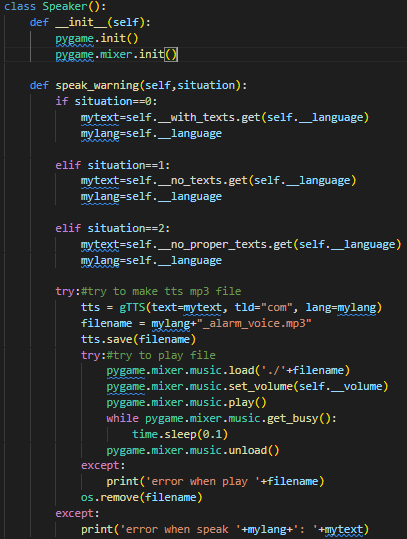 class Speaker():
    def __init__(self):
        pygame.init()
        pygame.mixer.init()

    def speak_warning(self,situation):
        if situation==0:
            mytext=self.__with_texts.get(self.__language)
            mylang=self.__language

        elif situation==1:
            mytext=self.__no_texts.get(self.__language)
            mylang=self.__language

        elif situation==2:
            mytext=self.__no_proper_texts.get(self.__language)
            mylang=self.__language

        try:#try to make tts mp3 file
            tts = gTTS(text=mytext, tld="com", lang=mylang)
            filename = mylang+"_alarm_voice.mp3"
            tts.save(filename)
            try:#try to play file
                pygame.mixer.music.load('./'+filename)
                pygame.mixer.music.set_volume(self.__volume)
                pygame.mixer.music.play()
                while pygame.mixer.music.get_busy():
                    time.sleep(0.1)
                pygame.mixer.music.unload()
            except:
                print('error when play '+filename)
            os.remove(filename)
        except:
            print('error when speak '+mylang+': '+mytext)